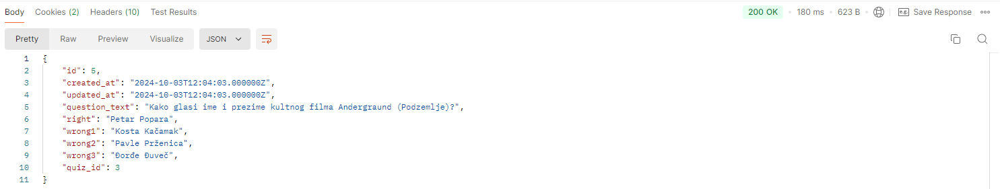 Body Cookies (2) Headers (10) Test Results 200 OK 180 ms 623 B e.g. Save Response
Pretty Raw Preview Visualize JSON
1 {
2 "id": 5,
3 "created_at": "2024-10-03T12:04:03.000000Z",
4 "updated_at": "2024-10-03T12:04:03.000000Z",
5 "question_text": "Kako glasi ime i prezime kultnog filma Andergraund (Podzemlje)?",
6 "right": "Petar Popara",
7 "wrong1": "Kosta Kačamak",
8 "wrong2": "Pavle Prženica",
9 "wrong3": "Đorđe Đuveč",
10 "quiz_id": 3
11 }